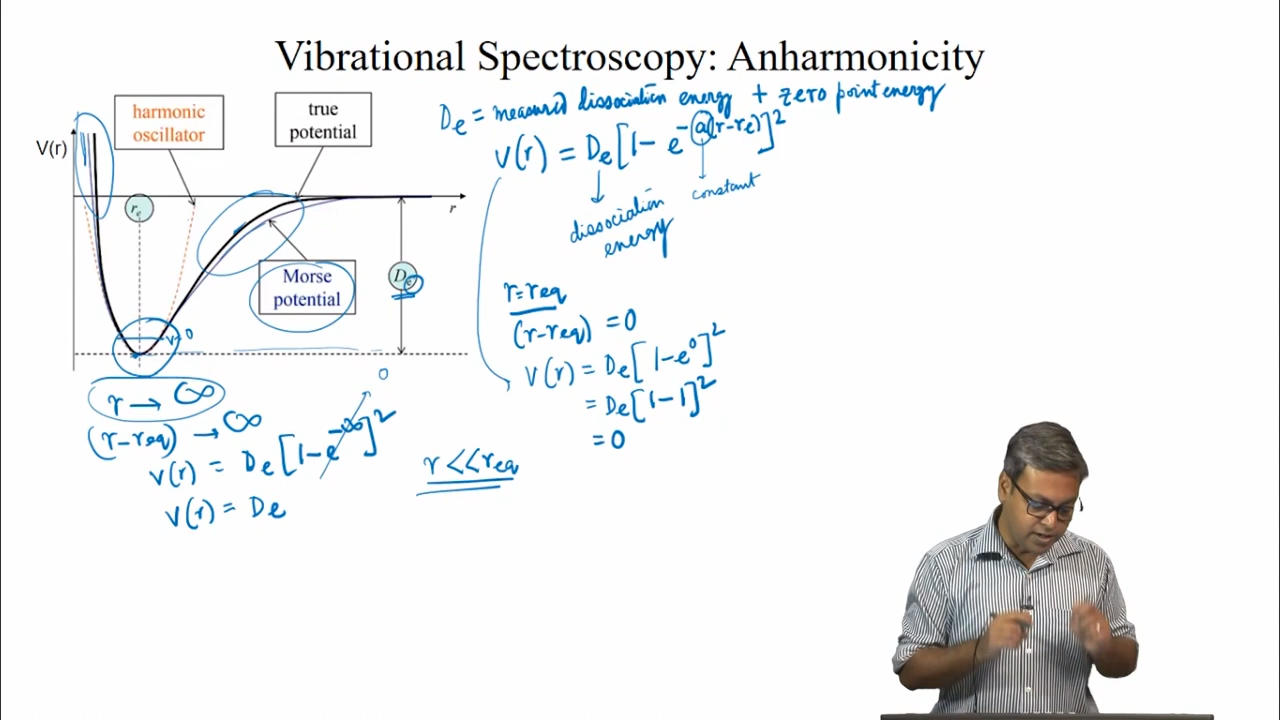 Vibrational Spectroscopy: Anharmonicity
harmonic oscillator
true potential
V(r)
r
rₑ
Morse potential
Dₑ
v=0
Dₑ = measured dissociation energy + zero point energy
V(r) = Dₑ[1-e^{-a(r-rₑ)}]²
dissociation energy
constant
r=req
(r-req) = 0
V(r) = Dₑ[1-e⁰]²
= Dₑ[1-1]²
= 0
r → ∞
(r-req) → ∞
0
V(r) = Dₑ[1-e^{-∞}]²
V(r) = De
r<<req